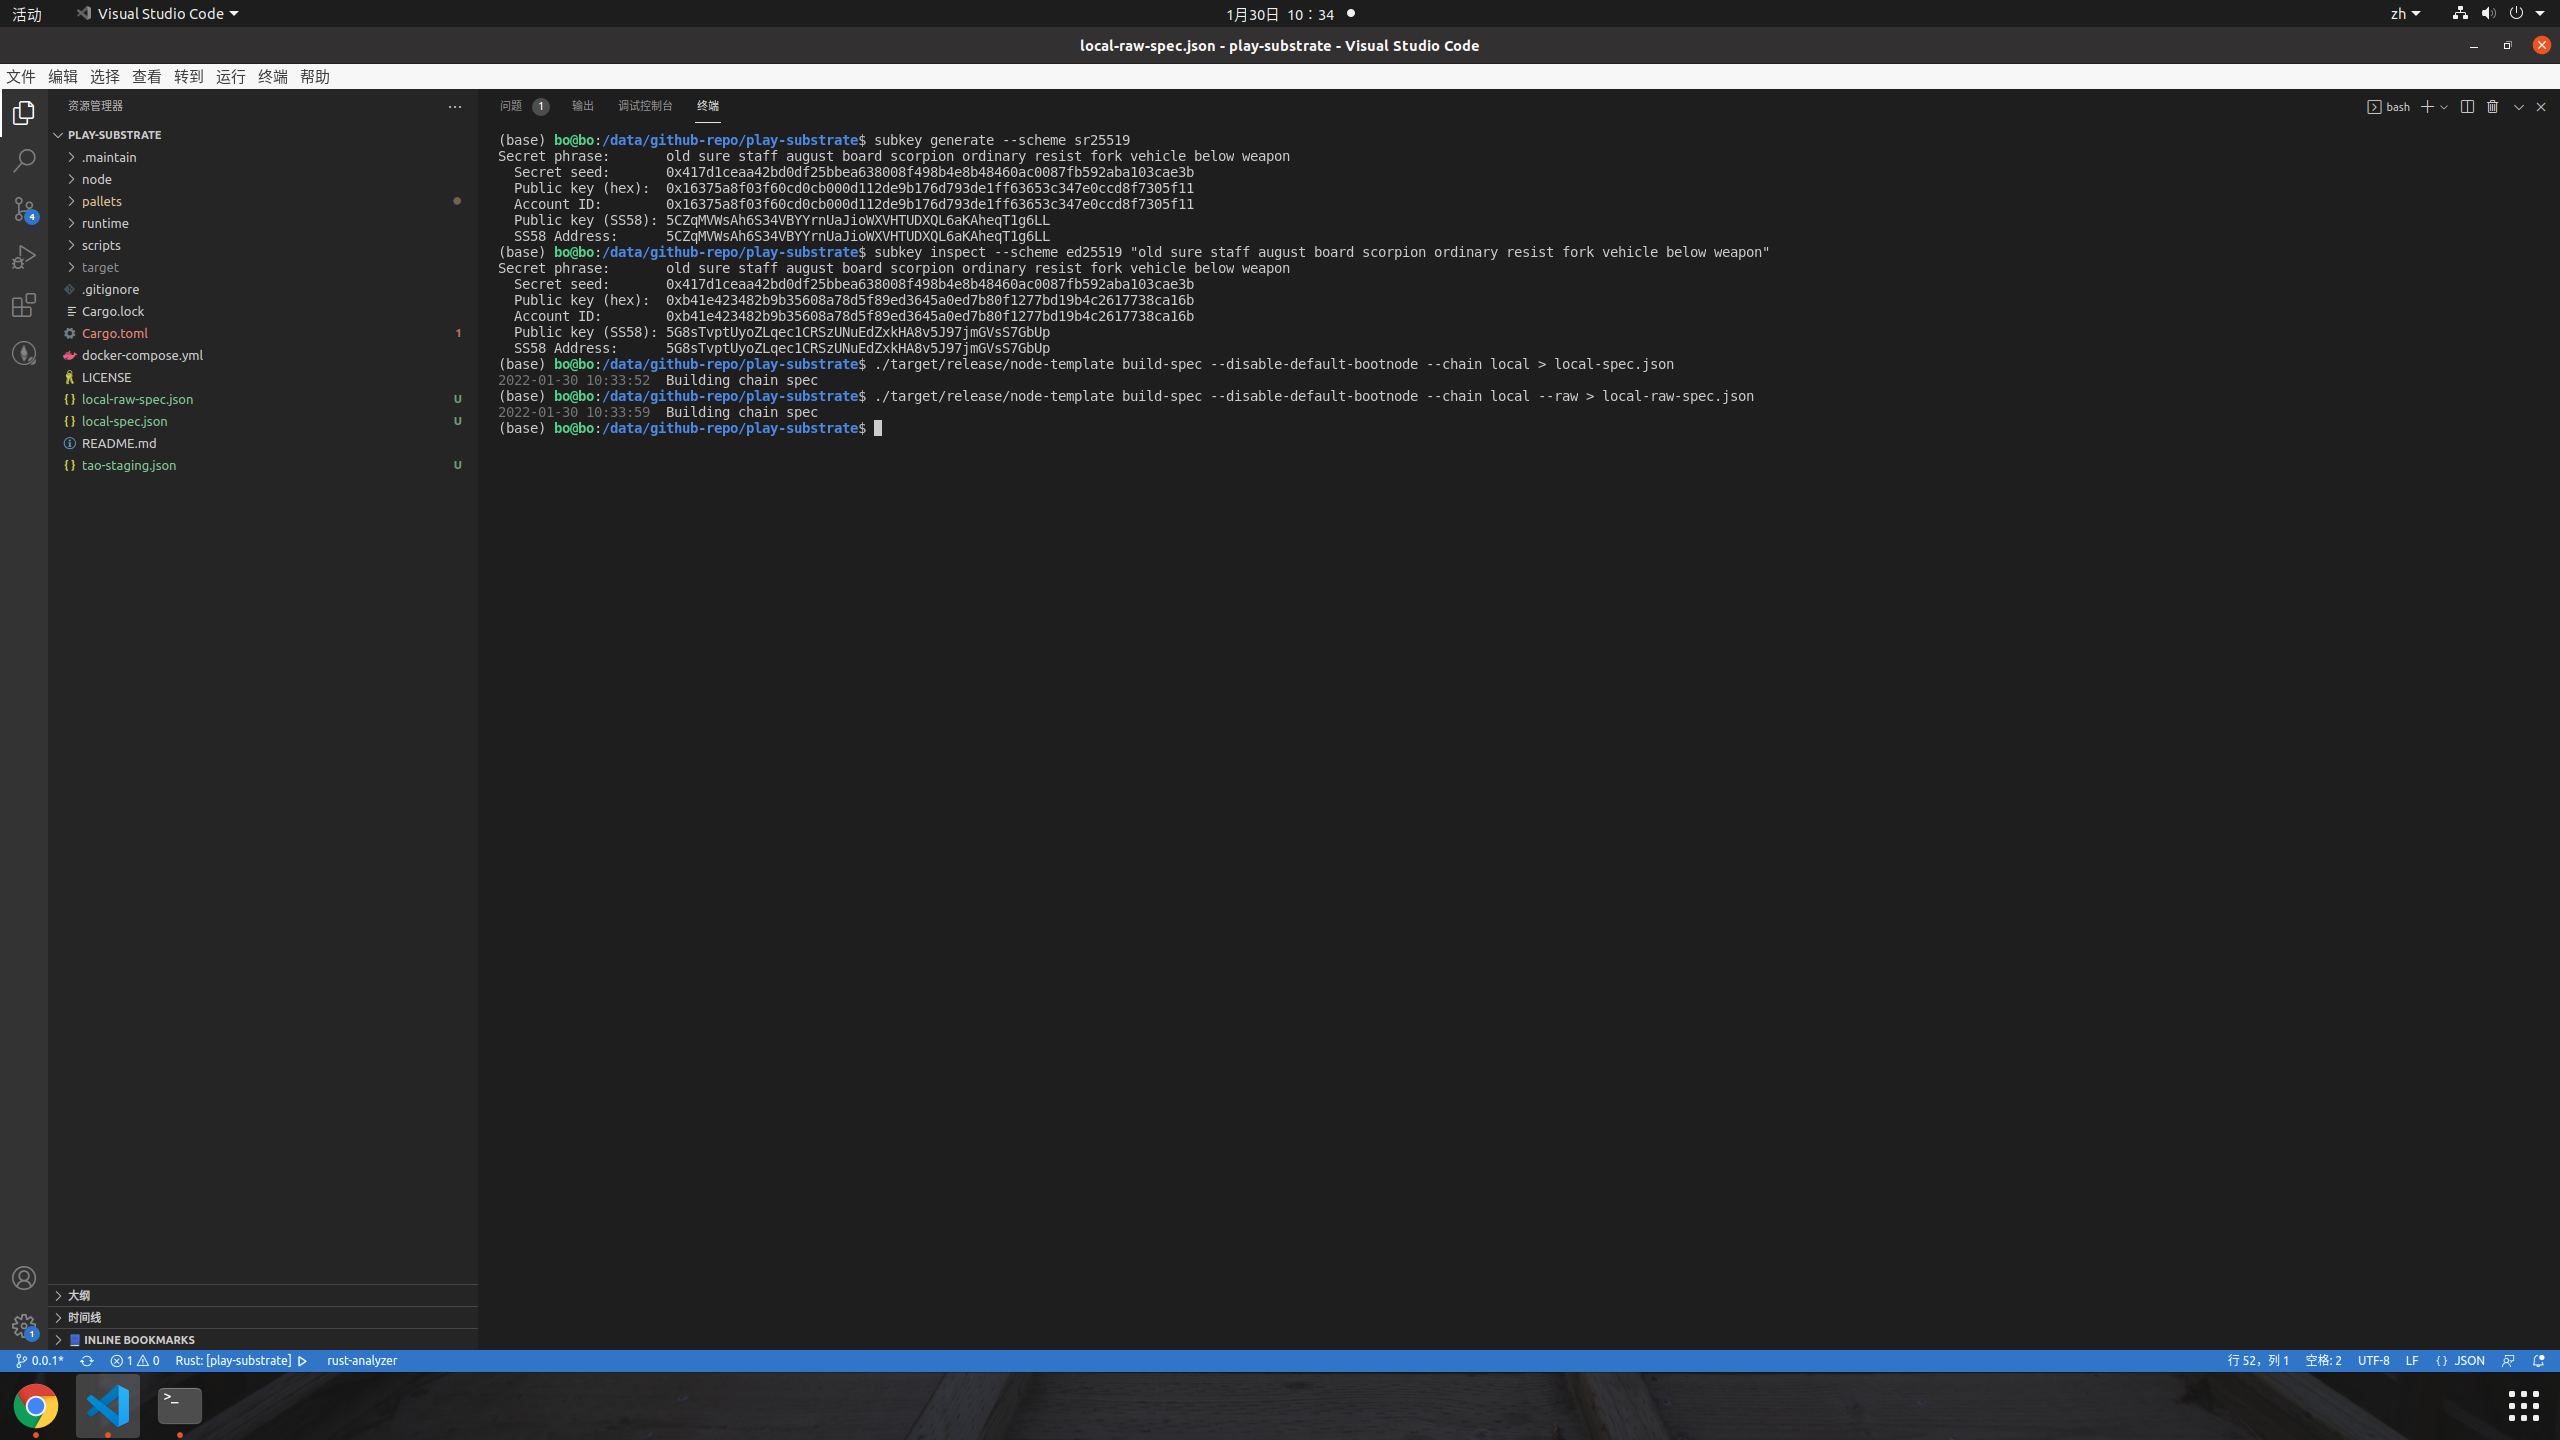 活动 Visual Studio Code 1月30日 10：34 zh
local-raw-spec.json - play-substrate - Visual Studio Code
文件 编辑 选择 查看 转到 运行 终端 帮助
资源管理器
PLAY-SUBSTRATE
.maintain
node
pallets
runtime
scripts
target
.gitignore
Cargo.lock
Cargo.toml 1
docker-compose.yml
LICENSE
local-raw-spec.json U
local-spec.json U
README.md
tao-staging.json U
大纲
时间线
INLINE BOOKMARKS
4
1
问题 1 输出 调试控制台 终端 bash
(base) bo@bo:/data/github-repo/play-substrate$ subkey generate --scheme sr25519
Secret phrase: old sure staff august board scorpion ordinary resist fork vehicle below weapon
Secret seed: 0x417d1ceaa42bd0df25bbea638008f498b4e8b48460ac0087fb592aba103cae3b
Public key (hex): 0x16375a8f03f60cd0cb000d112de9b176d793de1ff63653c347e0ccd8f7305f11
Account ID: 0x16375a8f03f60cd0cb000d112de9b176d793de1ff63653c347e0ccd8f7305f11
Public key (SS58): 5CZqMVWsAh6S34VBYYrnUaJioWXVHTUDXQL6aKAheqT1g6LL
SS58 Address: 5CZqMVWsAh6S34VBYYrnUaJioWXVHTUDXQL6aKAheqT1g6LL
(base) bo@bo:/data/github-repo/play-substrate$ subkey inspect --scheme ed25519 "old sure staff august board scorpion ordinary resist fork vehicle below weapon"
Secret phrase: old sure staff august board scorpion ordinary resist fork vehicle below weapon
Secret seed: 0x417d1ceaa42bd0df25bbea638008f498b4e8b48460ac0087fb592aba103cae3b
Public key (hex): 0xb41e423482b9b35608a78d5f89ed3645a0ed7b80f1277bd19b4c2617738ca16b
Account ID: 0xb41e423482b9b35608a78d5f89ed3645a0ed7b80f1277bd19b4c2617738ca16b
Public key (SS58): 5G8sTvptUyoZLqec1CRSzUNuEdZxkHA8v5J97jmGVsS7GbUp
SS58 Address: 5G8sTvptUyoZLqec1CRSzUNuEdZxkHA8v5J97jmGVsS7GbUp
(base) bo@bo:/data/github-repo/play-substrate$ ./target/release/node-template build-spec --disable-default-bootnode --chain local > local-spec.json
2022-01-30 10:33:52 Building chain spec
(base) bo@bo:/data/github-repo/play-substrate$ ./target/release/node-template build-spec --disable-default-bootnode --chain local --raw > local-raw-spec.json
2022-01-30 10:33:59 Building chain spec
(base) bo@bo:/data/github-repo/play-substrate$
0.0.1* 1 0 Rust: [play-substrate] rust-analyzer 行 52，列 1 空格: 2 UTF-8 LF {} JSON
>_